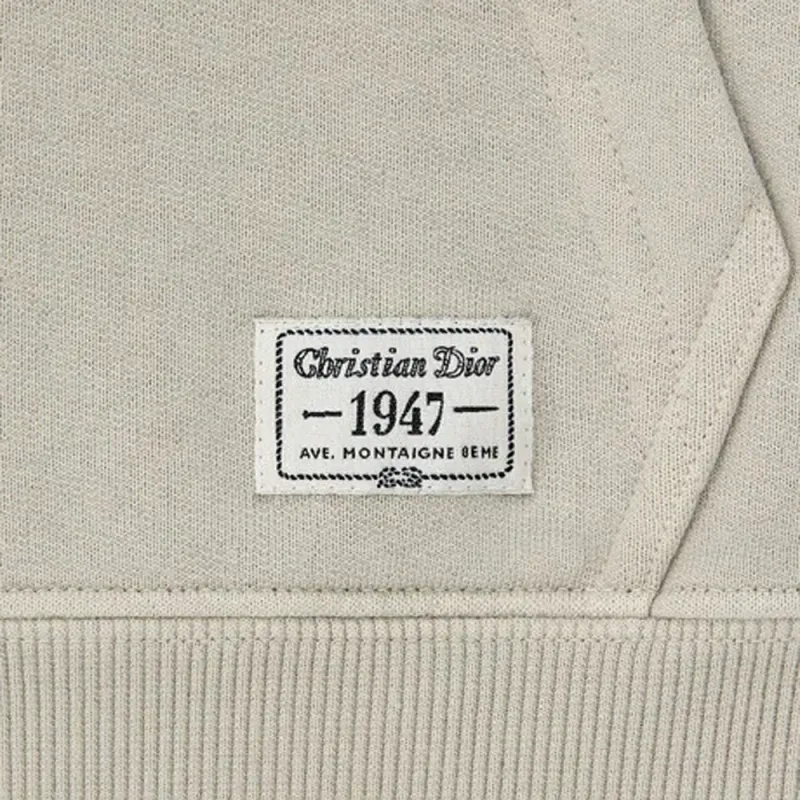 Christian Dior
—1947—
AVE. MONTAIGNE 8EME